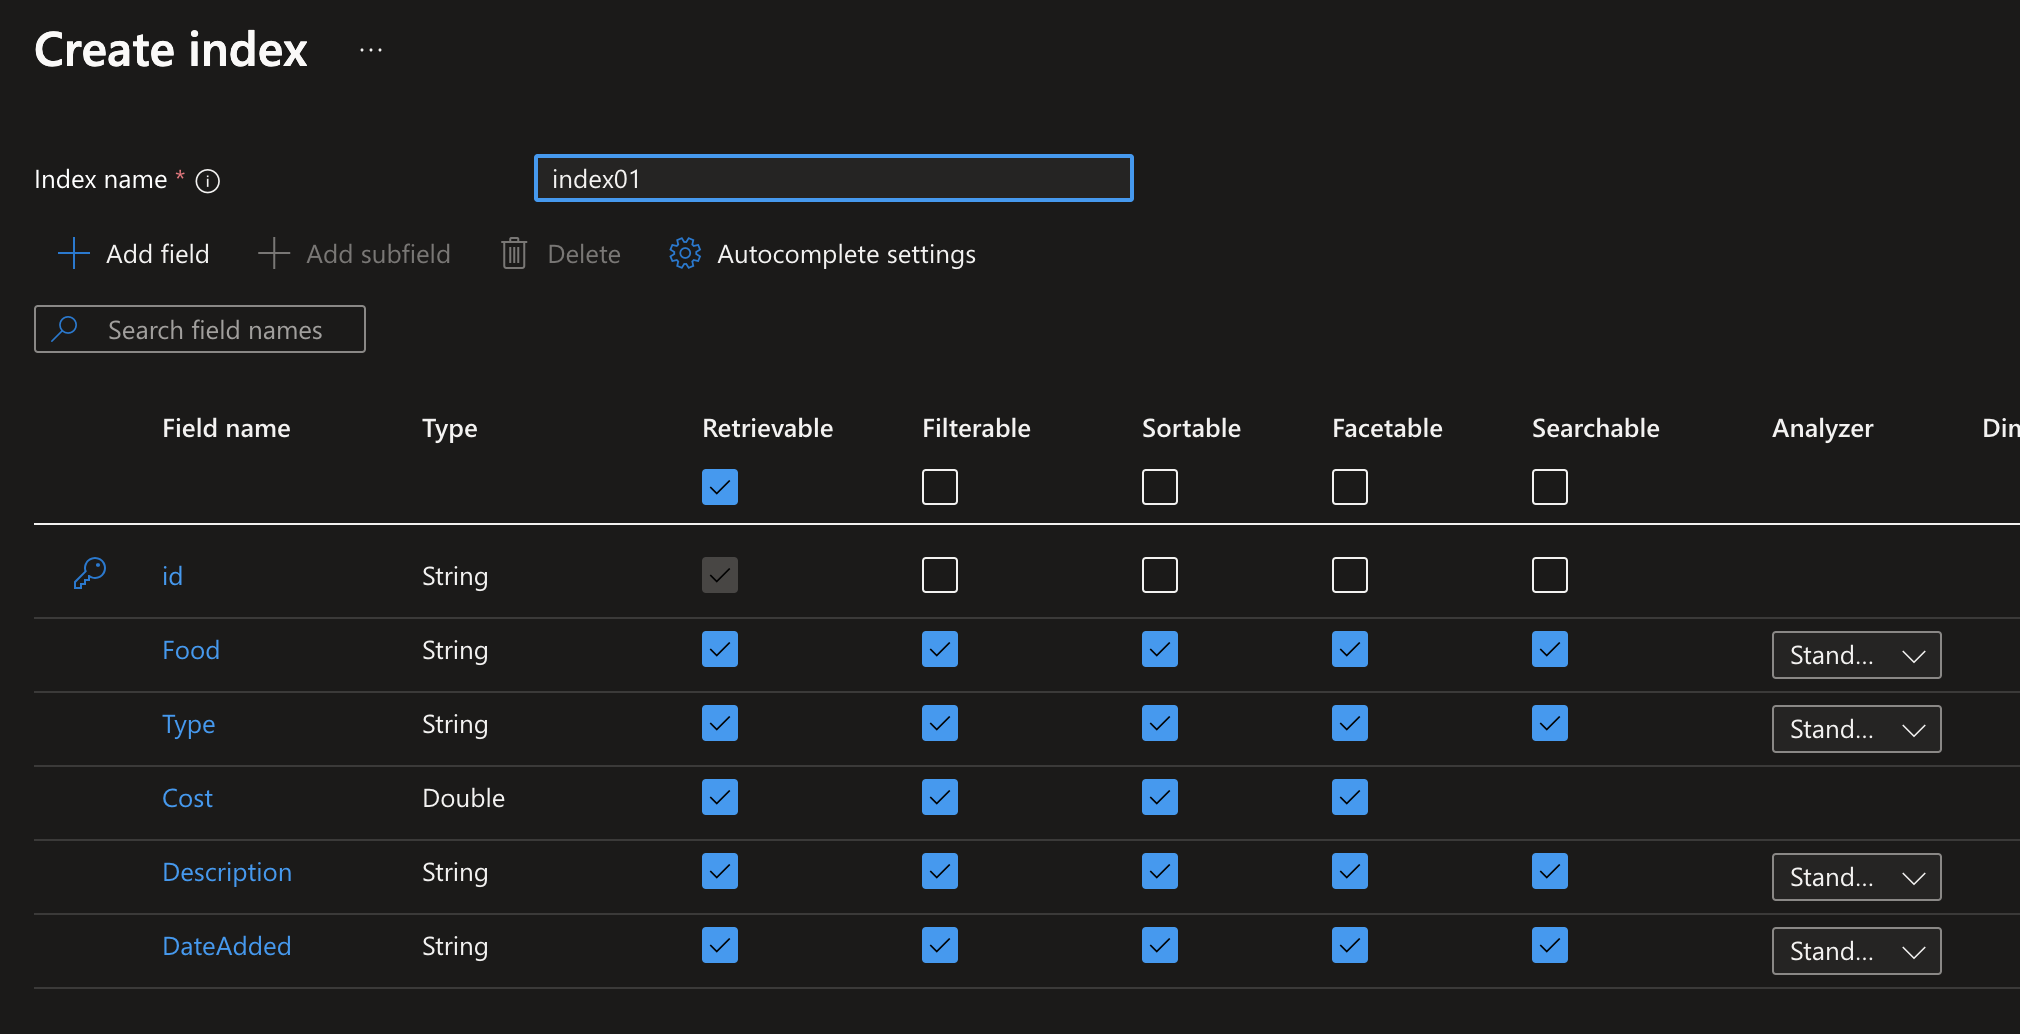 Create index ...
Index name * index01
Add field Add subfield Delete Autocomplete settings
Search field names
Field name Type Retrievable Filterable Sortable Facetable Searchable Analyzer Dim
id String
Food String Stand...
Type String Stand...
Cost Double
Description String Stand...
DateAdded String Stand...